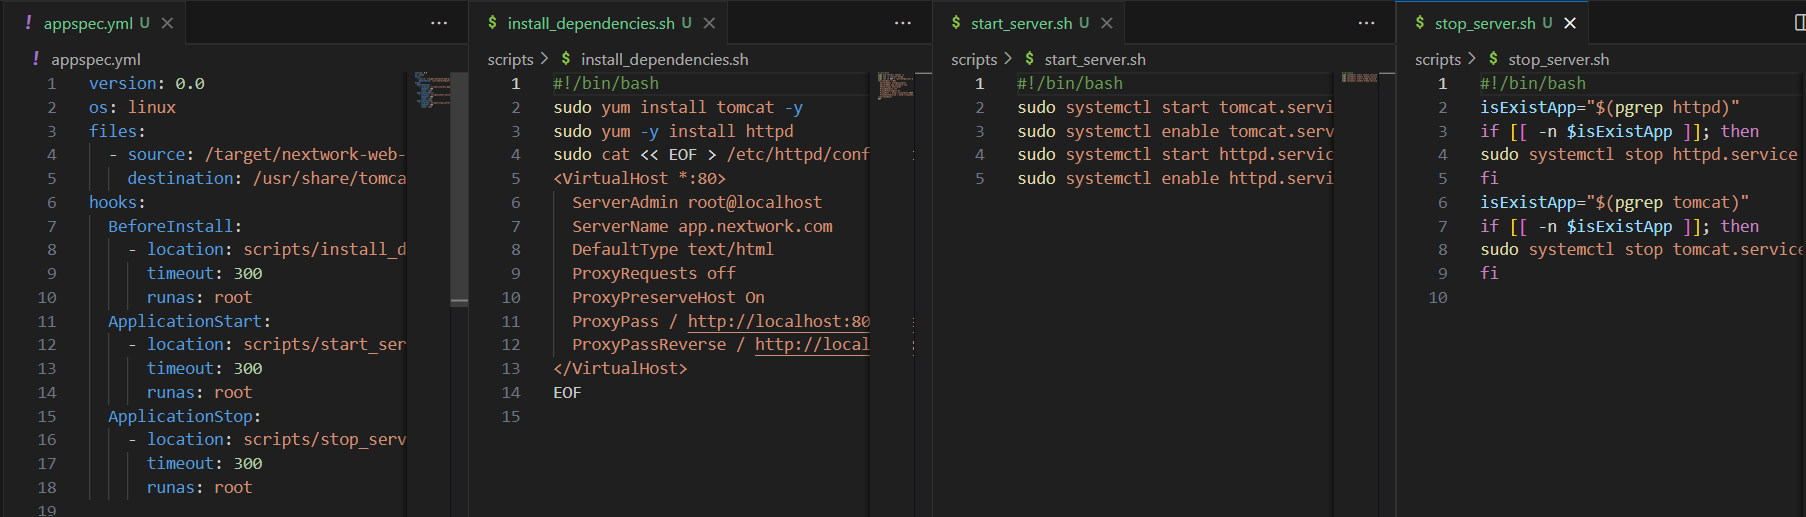 ! appspec.yml U ×
! appspec.yml
1 version: 0.0
2 os: linux
3 files:
4 - source: /target/nextwork-web-
5 destination: /usr/share/tomca
6 hooks:
7 BeforeInstall:
8 - location: scripts/install_d
9 timeout: 300
10 runas: root
11 ApplicationStart:
12 - location: scripts/start_ser
13 timeout: 300
14 runas: root
15 ApplicationStop:
16 - location: scripts/stop_serv
17 timeout: 300
18 runas: root
19
$ install_dependencies.sh U ×
scripts > $ install_dependencies.sh
1 #!/bin/bash
2 sudo yum install tomcat -y
3 sudo yum -y install httpd
4 sudo cat << EOF > /etc/httpd/conf
5 <VirtualHost *:80>
6 ServerAdmin root@localhost
7 ServerName app.nextwork.com
8 DefaultType text/html
9 ProxyRequests off
10 ProxyPreserveHost On
11 ProxyPass / http://localhost:80
12 ProxyPassReverse / http://local
13 </VirtualHost>
14 EOF
15
$ start_server.sh U ×
scripts > $ start_server.sh
1 #!/bin/bash
2 sudo systemctl start tomcat.servi
3 sudo systemctl enable tomcat.serv
4 sudo systemctl start httpd.servic
5 sudo systemctl enable httpd.servi
$ stop_server.sh U ×
scripts > $ stop_server.sh
1 #!/bin/bash
2 isExistApp="$(pgrep httpd)"
3 if [[ -n $isExistApp ]]; then
4 sudo systemctl stop httpd.service
5 fi
6 isExistApp="$(pgrep tomcat)"
7 if [[ -n $isExistApp ]]; then
8 sudo systemctl stop tomcat.service
9 fi
10